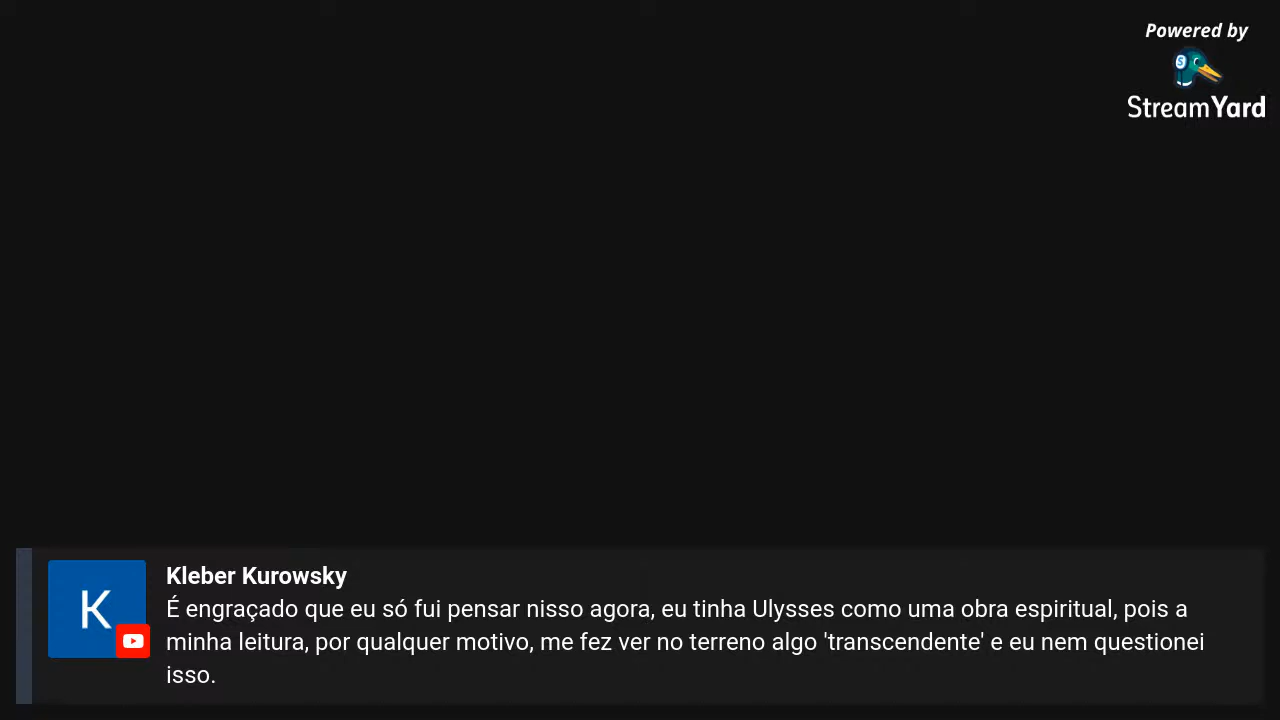 Powered by
StreamYard
Kleber Kurowsky
É engraçado que eu só fui pensar nisso agora, eu tinha Ulysses como uma obra espiritual, pois a
minha leitura, por qualquer motivo, me fez ver no terreno algo 'transcendente' e eu nem questionei
isso.
K